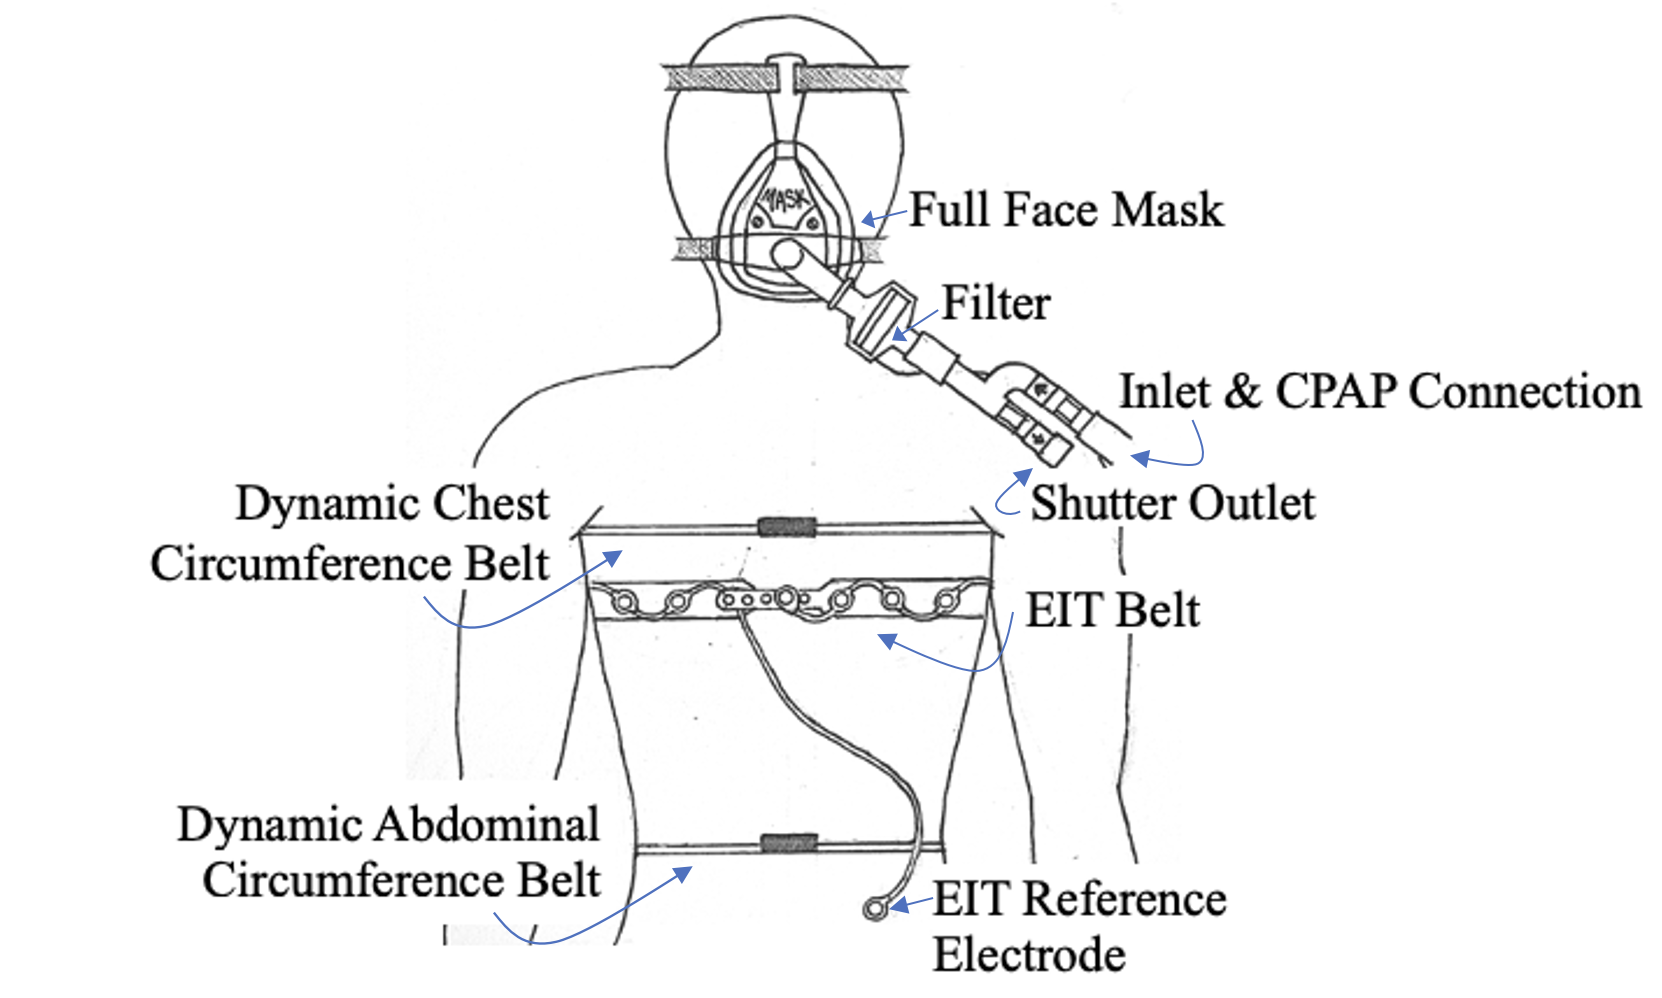 MASK
Full Face Mask
Filter
Inlet & CPAP Connection
Shutter Outlet
Dynamic Chest
Circumference Belt
EIT Belt
Dynamic Abdominal
Circumference Belt
EIT Reference
Electrode